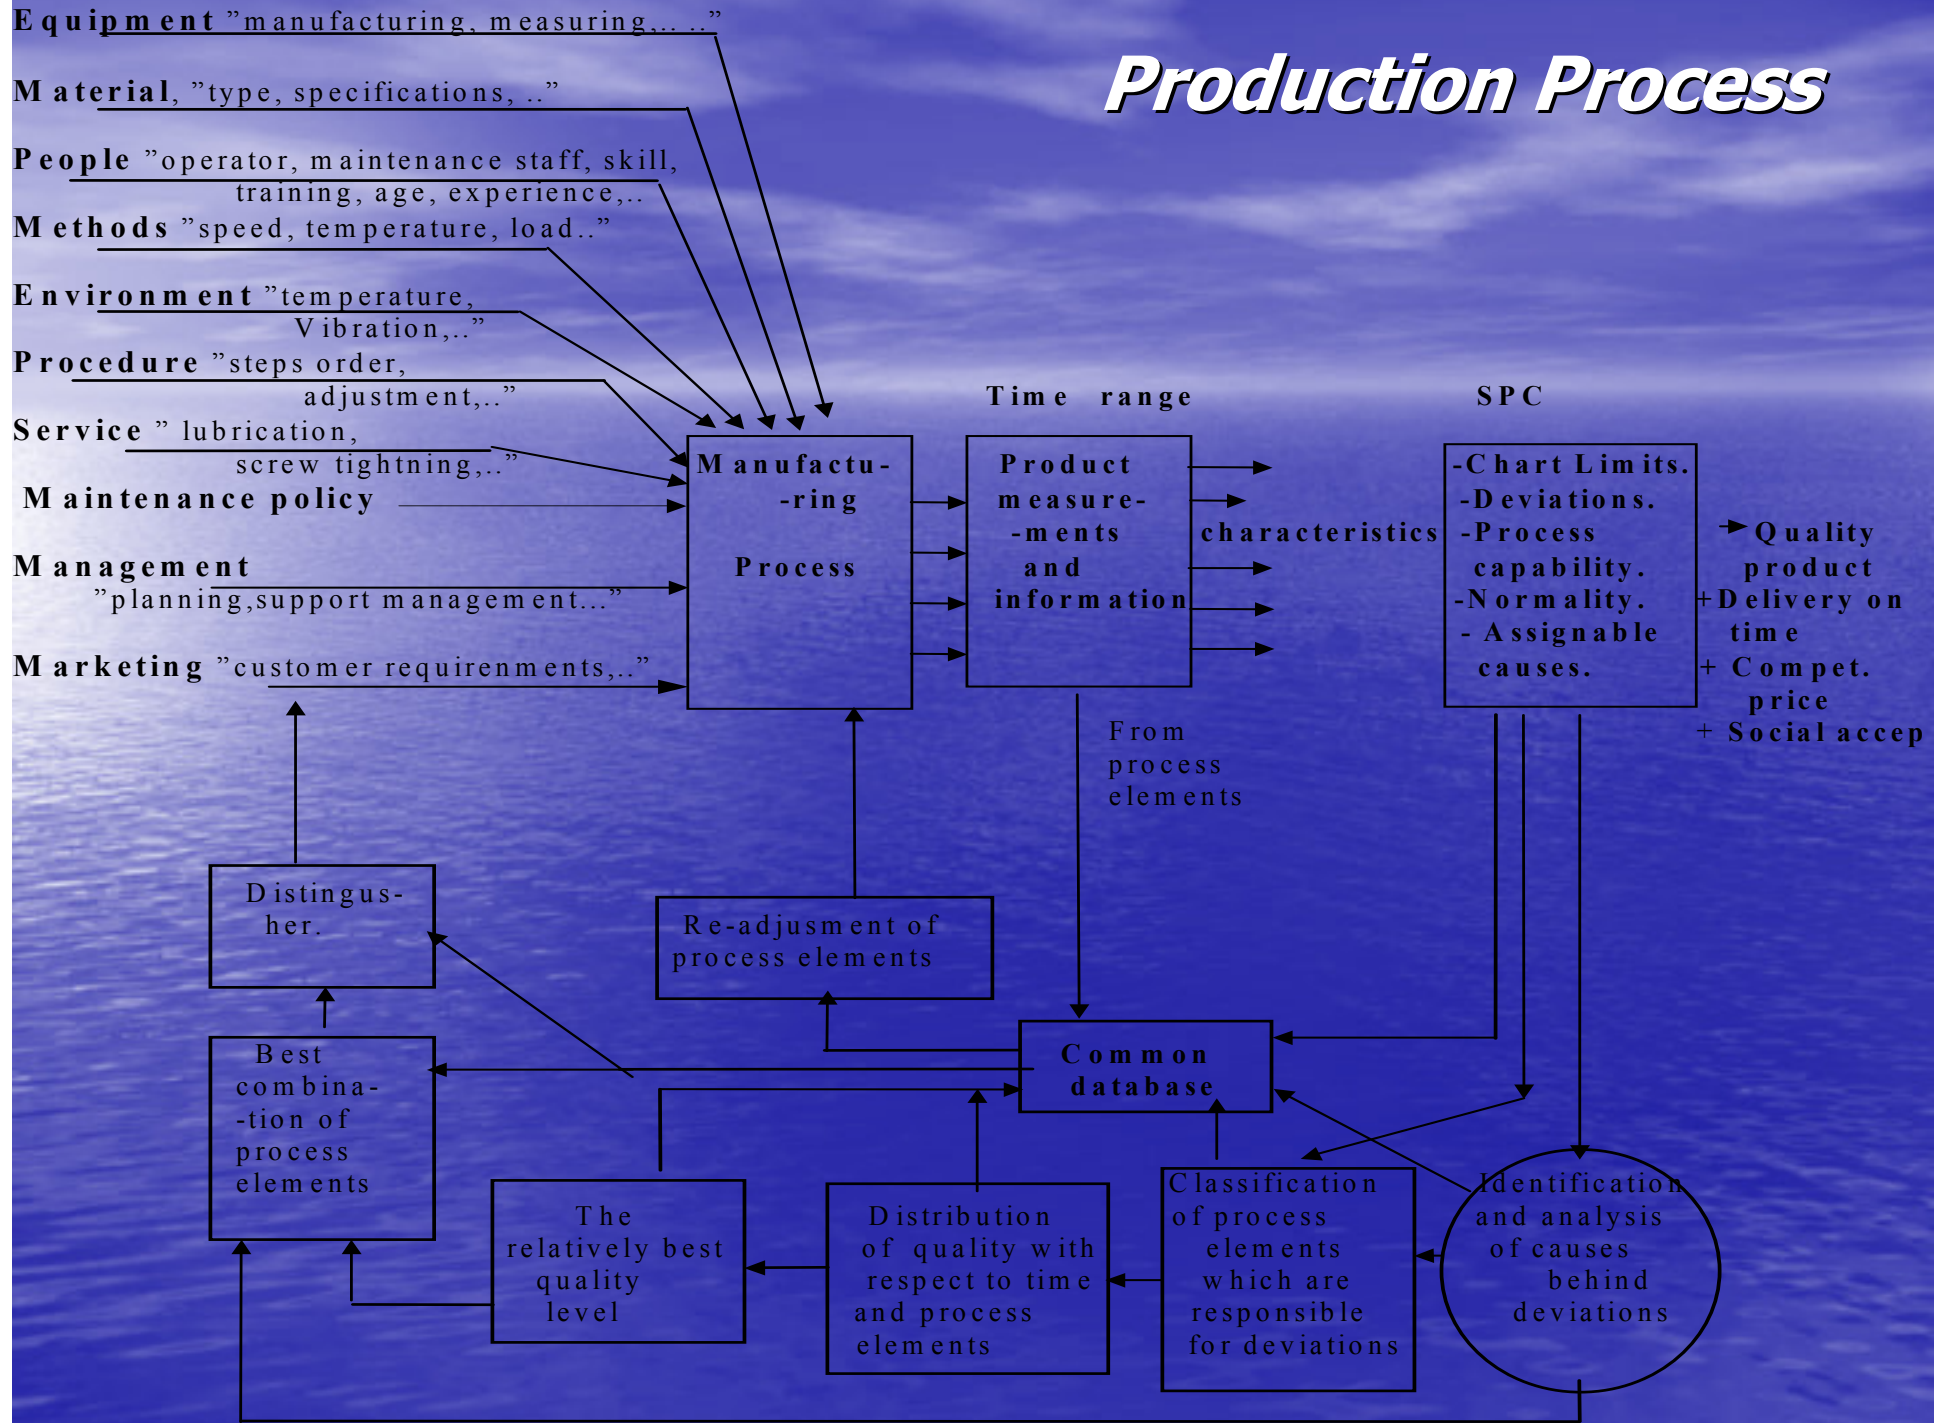 Production Process
Equipment ”manufacturing, measuring,.. ..”
Material, ”type, specifications, ..”
People ”operator, maintenance staff, skill,
training, age, experience,..
Methods ”speed, temperature, load..”
Environment ”temperature,
Vibration,..”
Procedure ”steps order,
adjustment,..”
Service ” lubrication,
screw tightning,..”
Maintenance policy
Management
”planning,support management...”
Marketing ”customer requirenments,..”
Manufactu-
-ring
Process
Time range
Product
measure-
-ments
and
information
characteristics
SPC
-Chart Limits.
-Deviations.
-Process
capability.
-Normality.
- Assignable
causes.
Quality
product
+Delivery on
time
+ Compet.
price
+ Social accep
From
process
elements
Distingus-
her.
Re-adjusment of
process elements
Best
combina-
-tion of
process
elements
Common
database
The
relatively best
quality
level
Distribution
of quality with
respect to time
and process
elements
Classification
of process
elements
which are
responsible
for deviations
Identification
and analysis
of causes
behind
deviations